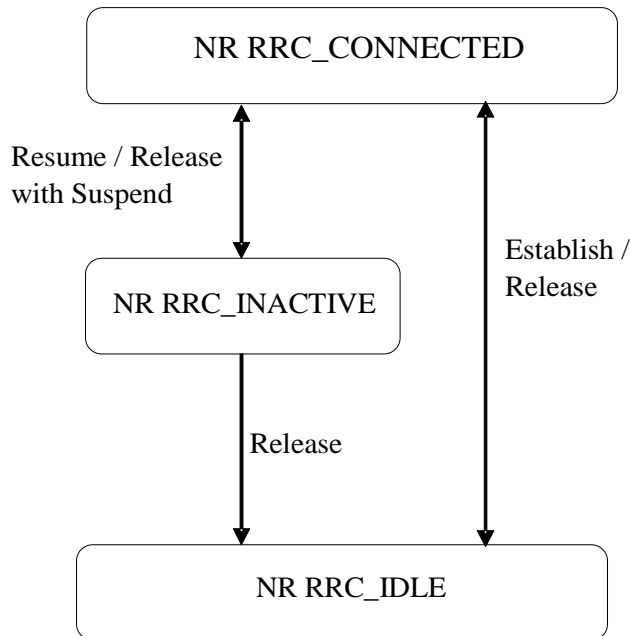 NR RRC_CONNECTED
Resume / Release
with Suspend
Establish /
Release
NR RRC_INACTIVE
Release
NR RRC_IDLE